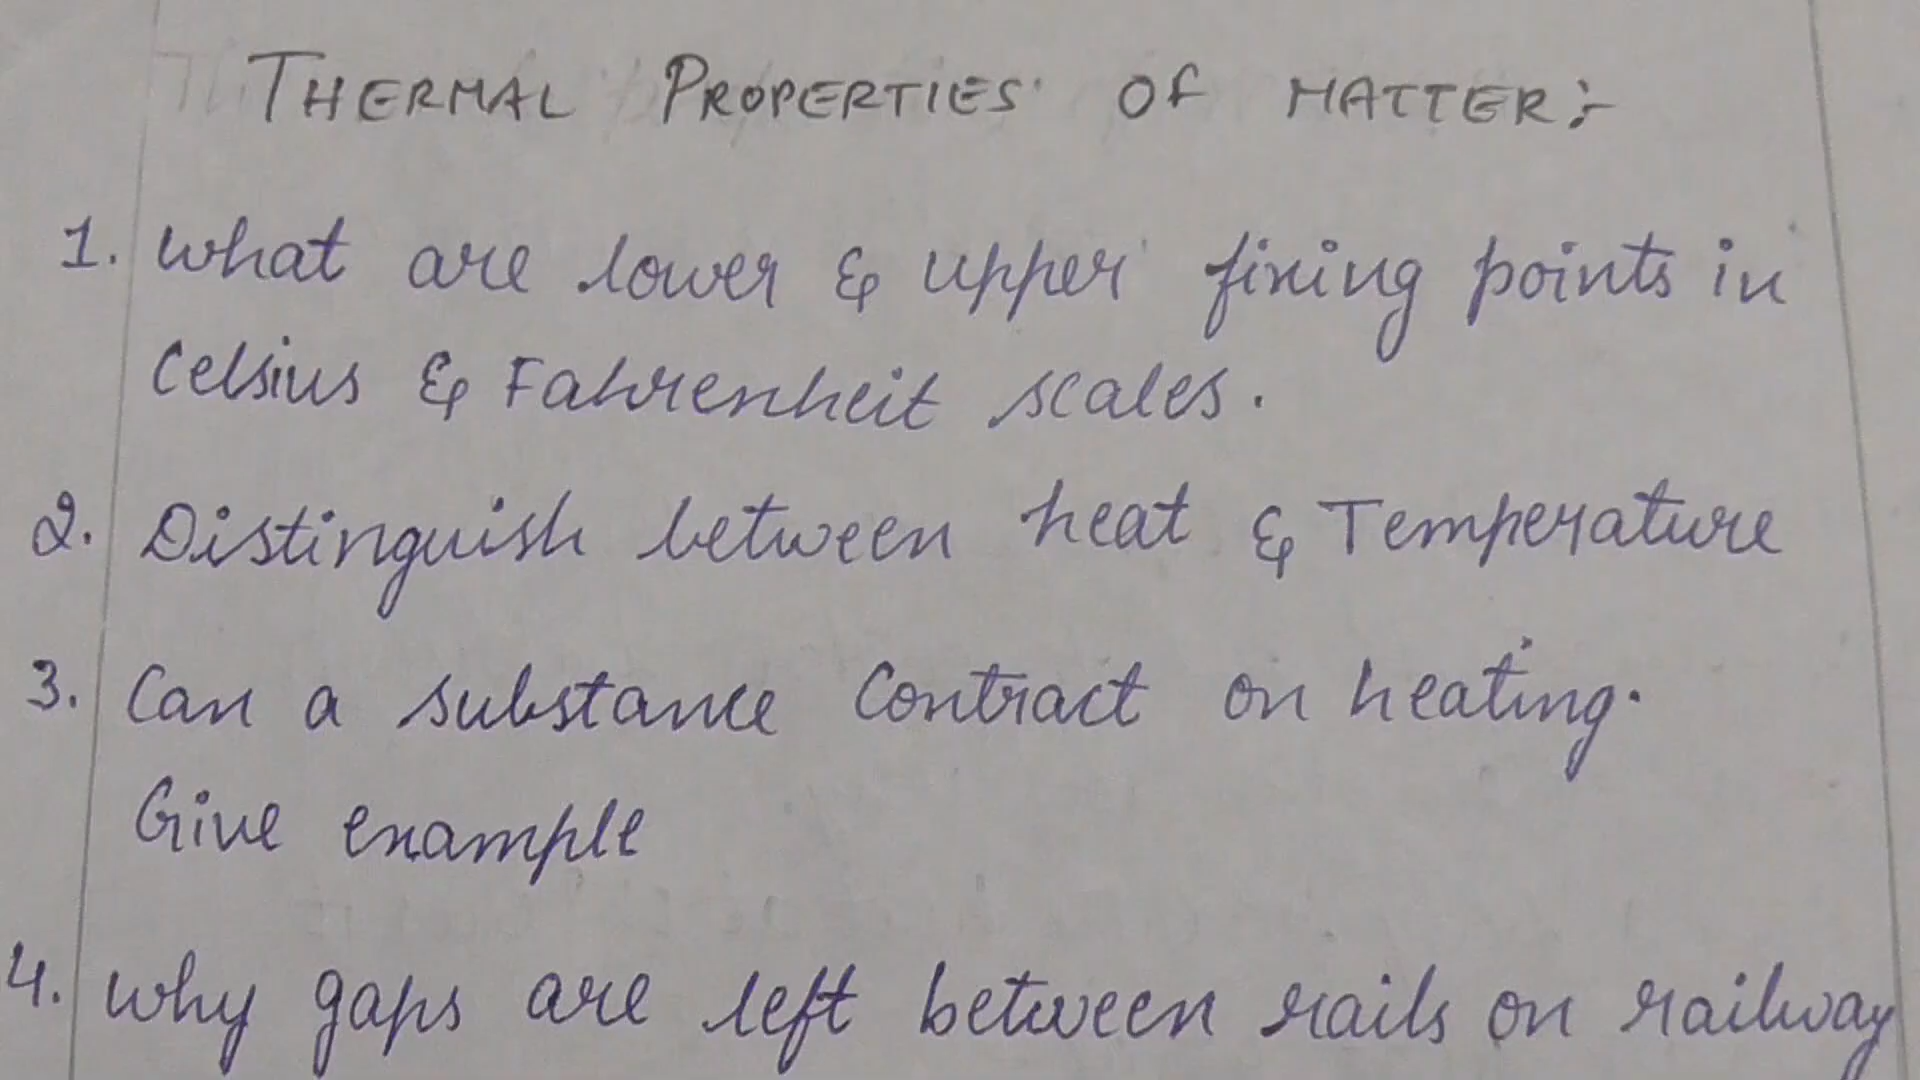 THERMAL PROPERTIES OF MATTER:-
1. What are lower & upper fixing points in
Celsius & Fahrenheit scales.
2. Distinguish between heat & Temperature
3. Can a substance Contract on heating.
Give example
4. Why gaps are left between rails on railway